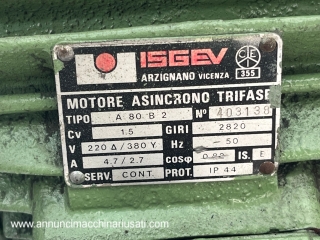 ISGEV
ARZIGNANO VICENZA
CEI
355
MOTORE ASINCRONO TRIFASE
TIPO A 80 B 2 Nº 403138
Cv 1.5 GIRI 2820
V 220 Δ/380 Y Hz 50
A 4,7/2.7 cosφ IS. E
SERV. CONT. PROT. IP 44
© www.annuncimacchinariusati.com